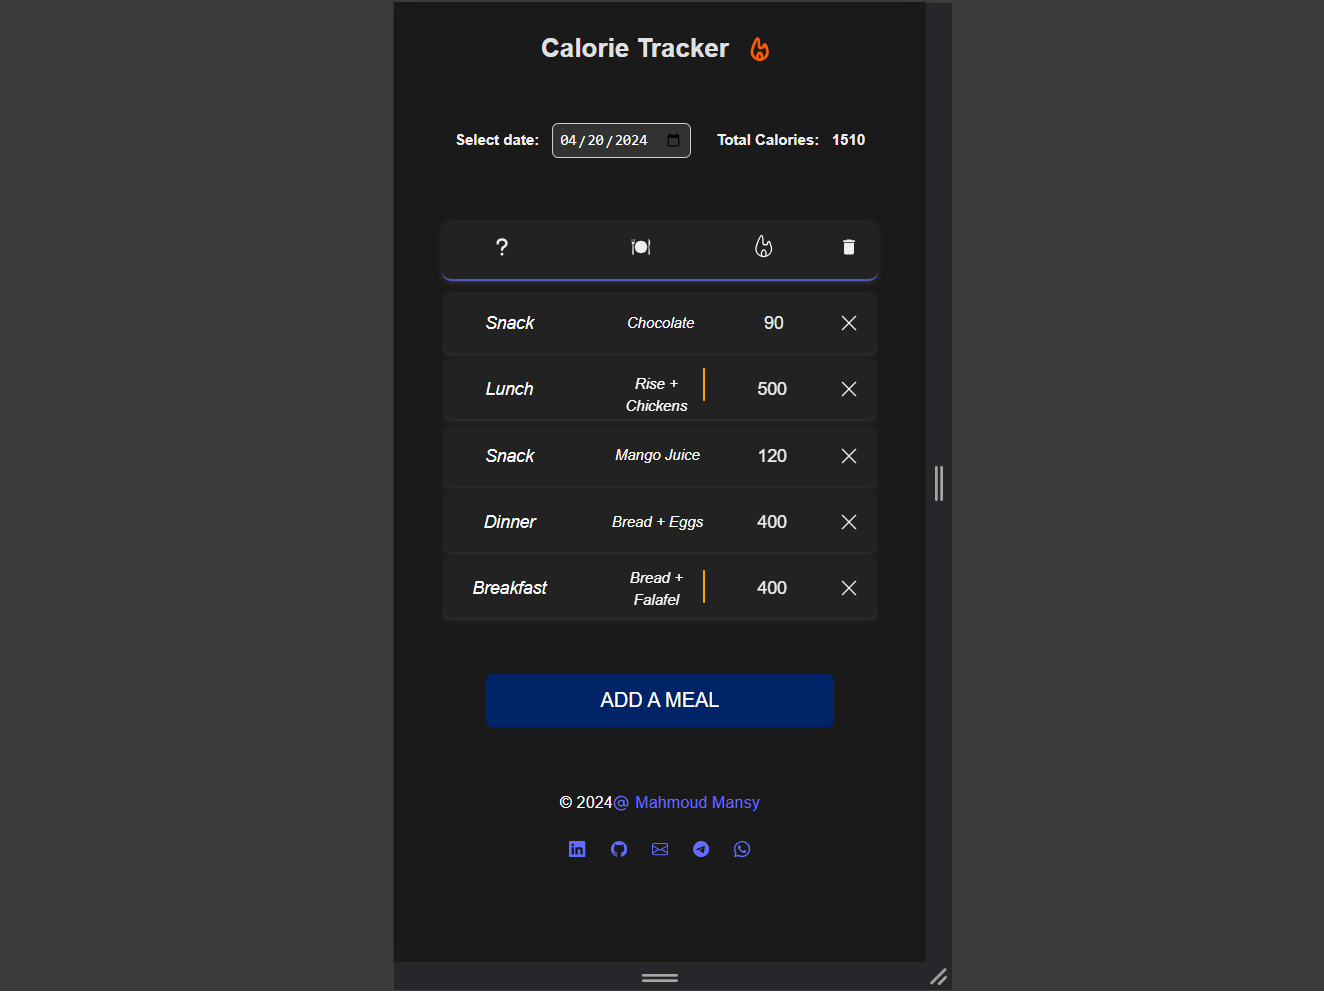 Calorie Tracker
Select date: 04/20/2024 Total Calories: 1510
?
Snack Chocolate 90
Lunch Rise + Chickens 500
Snack Mango Juice 120
Dinner Bread + Eggs 400
Breakfast Bread + Falafel 400
ADD A MEAL
© 2024@ Mahmoud Mansy